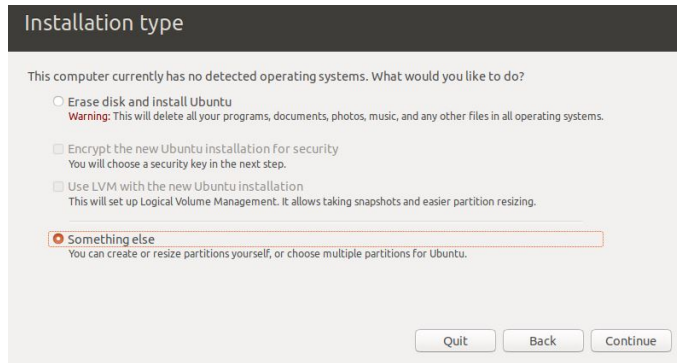 Installation type
This computer currently has no detected operating systems. What would you like to do?
Erase disk and install Ubuntu
Warning: This will delete all your programs, documents, photos, music, and any other files in all operating systems.
Encrypt the new Ubuntu installation for security
You will choose a security key in the next step.
Use LVM with the new Ubuntu installation
This will set up Logical Volume Management. It allows taking snapshots and easier partition resizing.
Something else
You can create or resize partitions yourself, or choose multiple partitions for Ubuntu.
Quit Back Continue